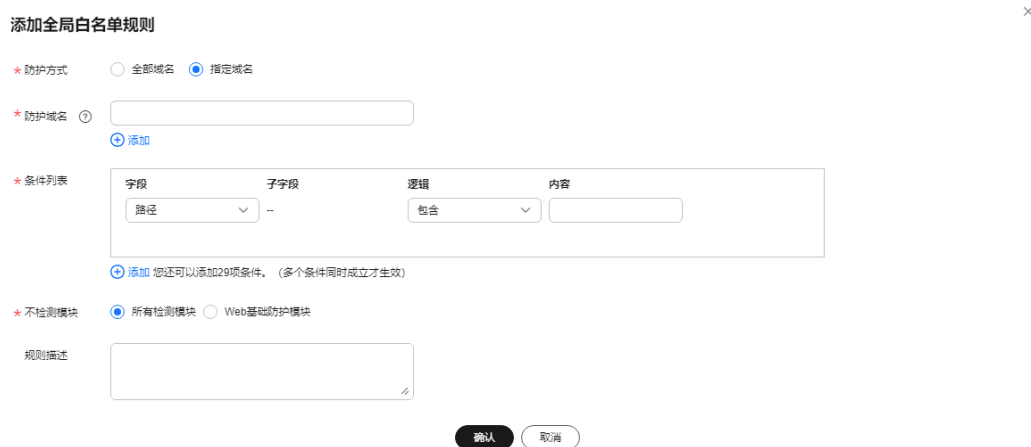 添加全局白名单规则
* 防护方式 全部域名 指定域名
* 防护域名 ?
添加
* 条件列表
字段 子字段 逻辑 内容
路径 -- 包含
添加 您还可以添加29项条件。（多个条件同时成立才生效）
* 不检测模块 所有检测模块 Web基础防护模块
规则描述
确认 取消